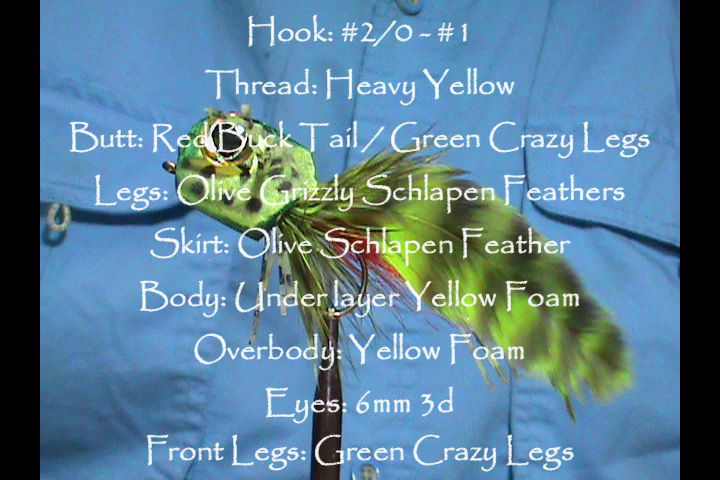 Hook: #2/0 - #1
Thread: Heavy Yellow
Butt: Red Buck Tail / Green Crazy Legs
Legs: Olive Grizzly Schlapen Feathers
Skirt: Olive Schlapen Feather
Body: Under layer Yellow Foam
Overbody: Yellow Foam
Eyes: 6mm 3d
Front Legs: Green Crazy Legs